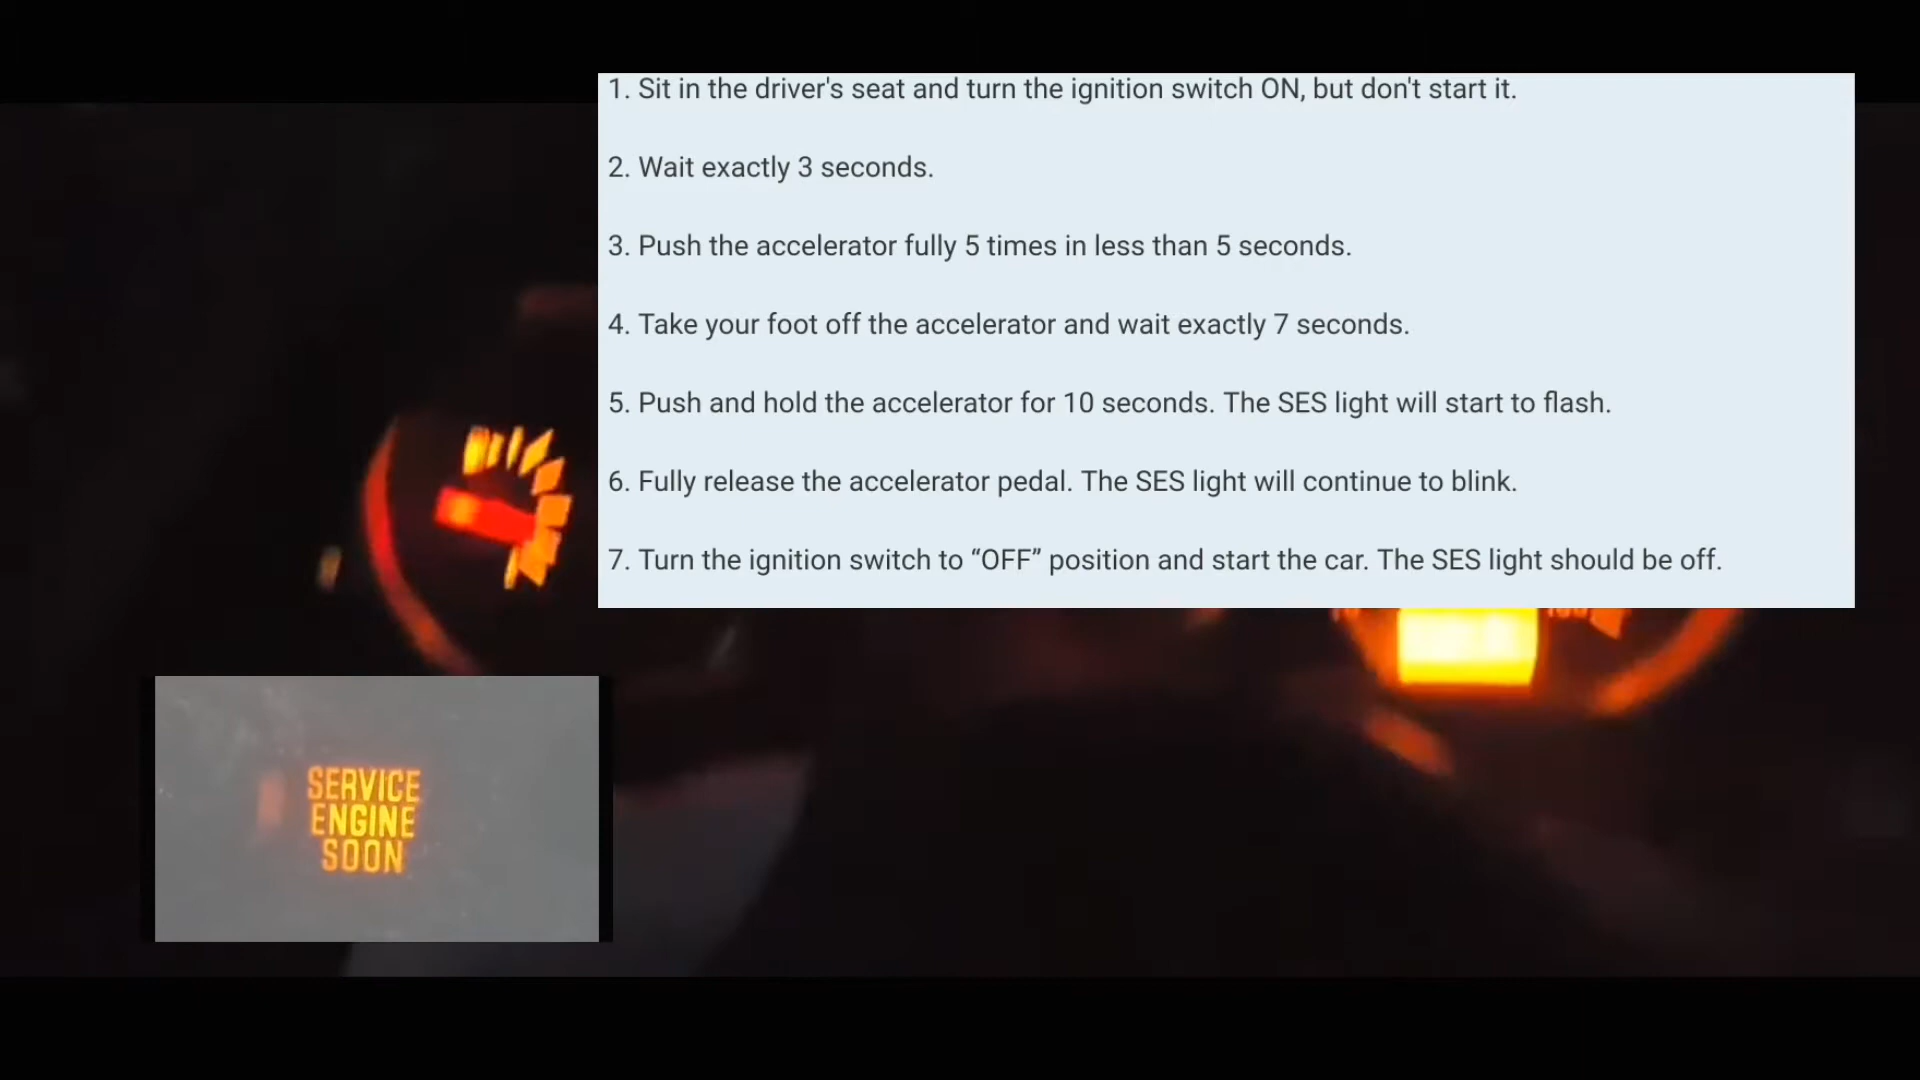 1. Sit in the driver's seat and turn the ignition switch ON, but don't start it.
2. Wait exactly 3 seconds.
3. Push the accelerator fully 5 times in less than 5 seconds.
4. Take your foot off the accelerator and wait exactly 7 seconds.
5. Push and hold the accelerator for 10 seconds. The SES light will start to flash.
6. Fully release the accelerator pedal. The SES light will continue to blink.
7. Turn the ignition switch to “OFF” position and start the car. The SES light should be off.
SERVICE
ENGINE
SOON